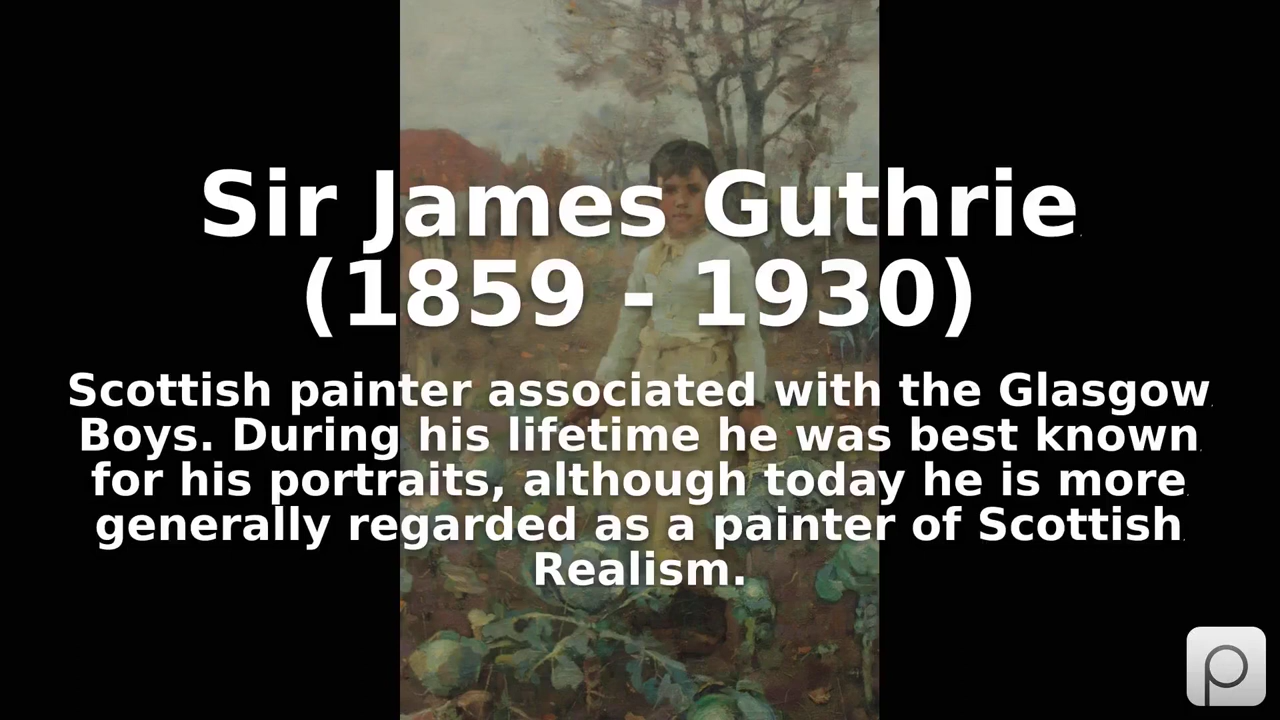 Sir James Guthrie
(1859 - 1930)
Scottish painter associated with the Glasgow
Boys. During his lifetime he was best known
for his portraits, although today he is more
generally regarded as a painter of Scottish
Realism.